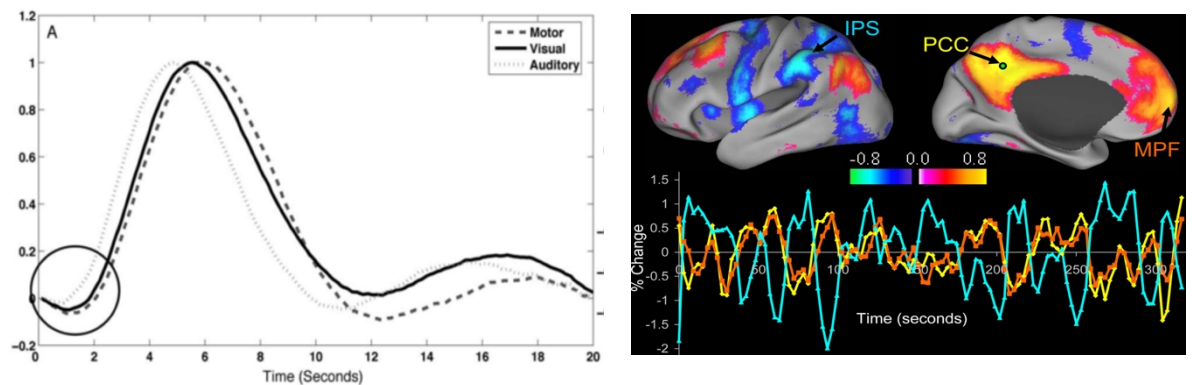 A
Motor
Visual
Auditory
1.2
1
0.8
0.6
0.4
0.2
0
-0.2
0 2 4 6 8 10 12 14 16 18 20
Time (Seconds)
IPS
PCC
MPF
-0.8 0.0 0.8
1.5
1
0.5
0
-0.5
-1
-1.5
-2
% Change
0 50 100 150 200 250 300
Time (seconds)